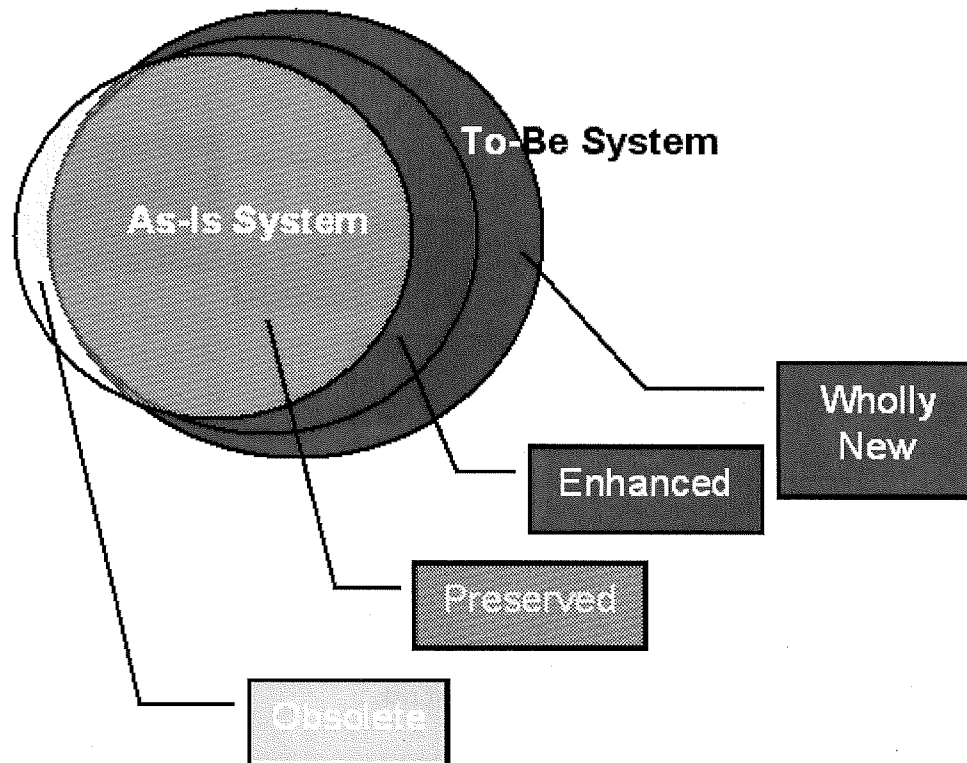 To-Be System
As-Is System
Wholly
New
Enhanced
Preserved
Obsolete